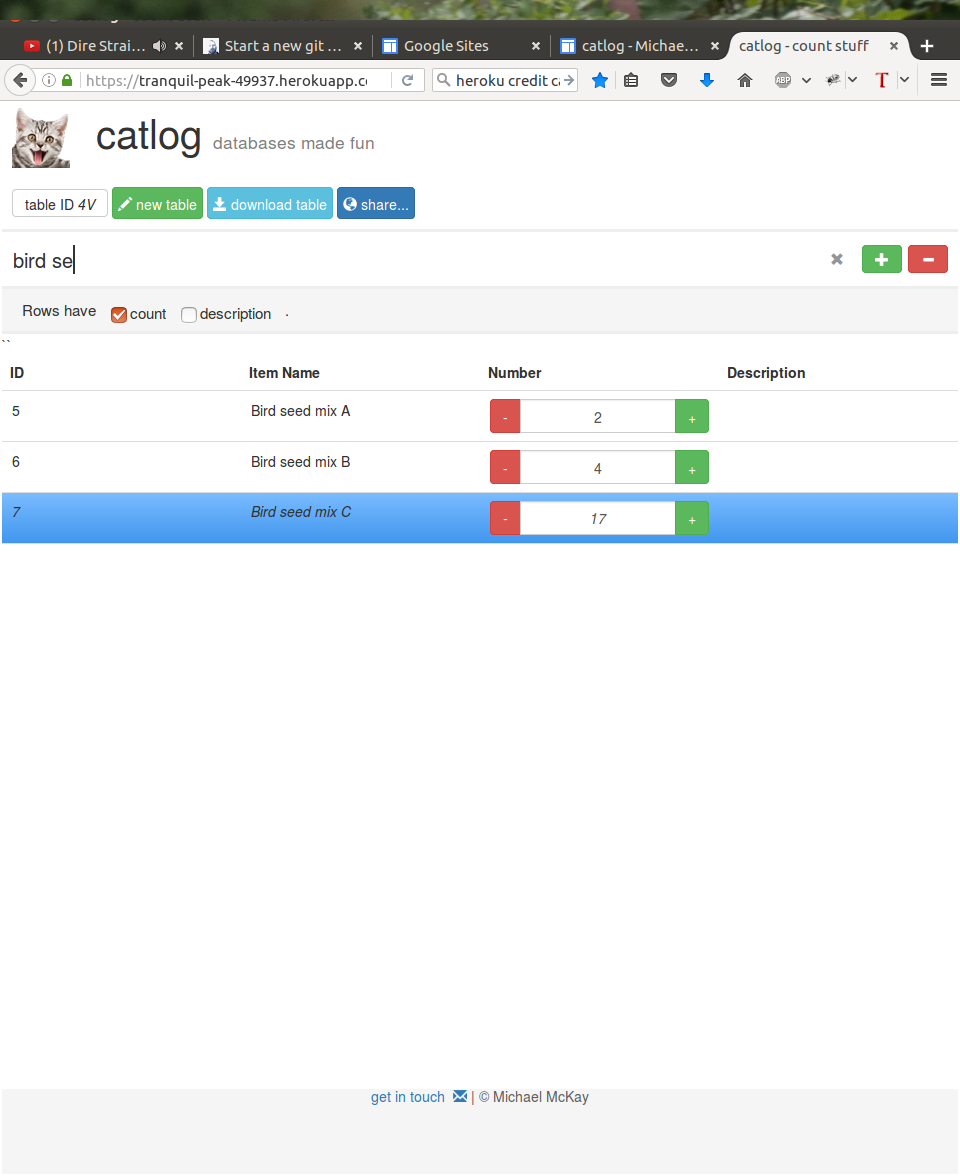 (1) Dire Strai... Start a new git ... Google Sites catlog - Michae... catlog - count stuff
https://tranquil-peak-49937.herokuapp.c heroku credit c ABP T
catlog databases made fun
table ID 4V new table download table share...
bird se
Rows have count description .
``
ID Item Name Number Description
5 Bird seed mix A - 2 +
6 Bird seed mix B - 4 +
7 Bird seed mix C - 17 +
get in touch | © Michael McKay